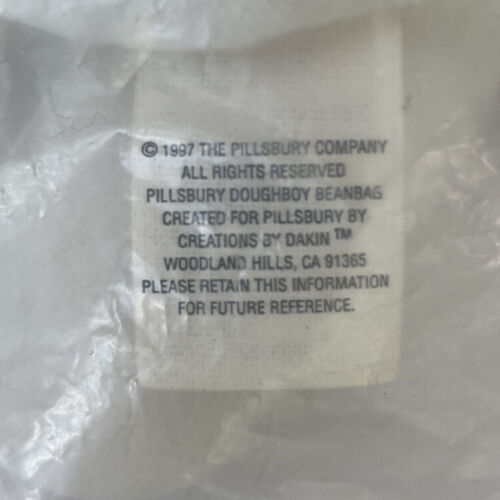 © 1997 THE PILLSBURY COMPANY
ALL RIGHTS RESERVED
PILLSBURY DOUGHBOY BEANBAG
CREATED FOR PILLSBURY BY
CREATIONS BY DAKIN ™
WOODLAND HILLS, CA 91365
PLEASE RETAIN THIS INFORMATION
FOR FUTURE REFERENCE.